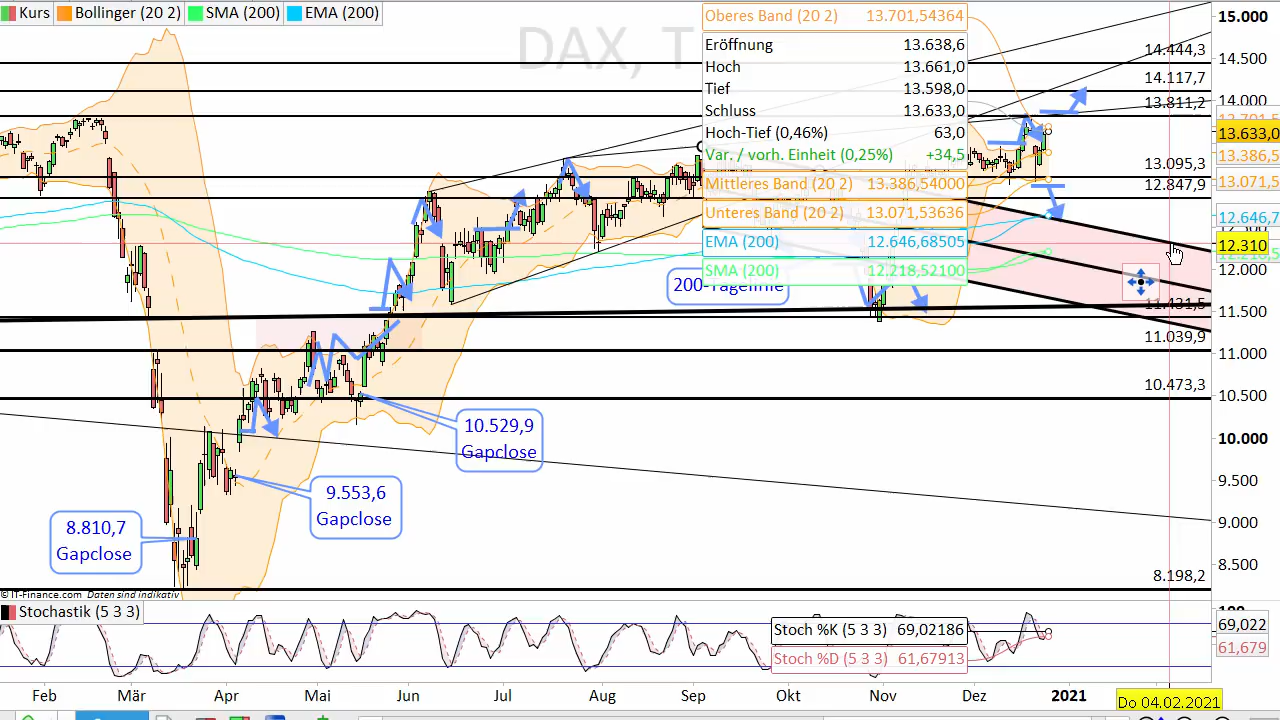 Kurs
Bollinger (20 2)
SMA (200)
EMA (200)
DAX, T
Oberes Band (20 2) 13.701,54364
Eröffnung 13.638,6
Hoch 13.661,0
Tief 13.598,0
Schluss 13.633,0
Hoch-Tief (0,46%) 63,0
Var. / vorh. Einheit (0,25%) +34,5
Mittleres Band (20 2) 13.386,54000
Unteres Band (20 2) 13.071,53636
EMA (200) 12.646,68505
SMA (200) 12.218,52100
200-Tagelinie
14.444,3
14.117,7
13.811,2
13.095,3
12.847,9
11.431,5
11.039,9
10.473,3
8.198,2
15.000
14.500
14.000
13.633,0
13.386,5
13.071,5
12.646,7
12.310
12.000
11.500
11.000
10.500
10.000
9.500
9.000
8.500
10.529,9
Gapclose
9.553,6
Gapclose
8.810,7
Gapclose
© IT-Finance.com Daten sind indikativ
Stochastik (5 3 3)
Stoch %K (5 3 3) 69,02186
Stoch %D (5 3 3) 61,67913
69,022
61,679
Feb Mär Apr Mai Jun Jul Aug Sep Okt Nov Dez 2021
Do 04.02.2021